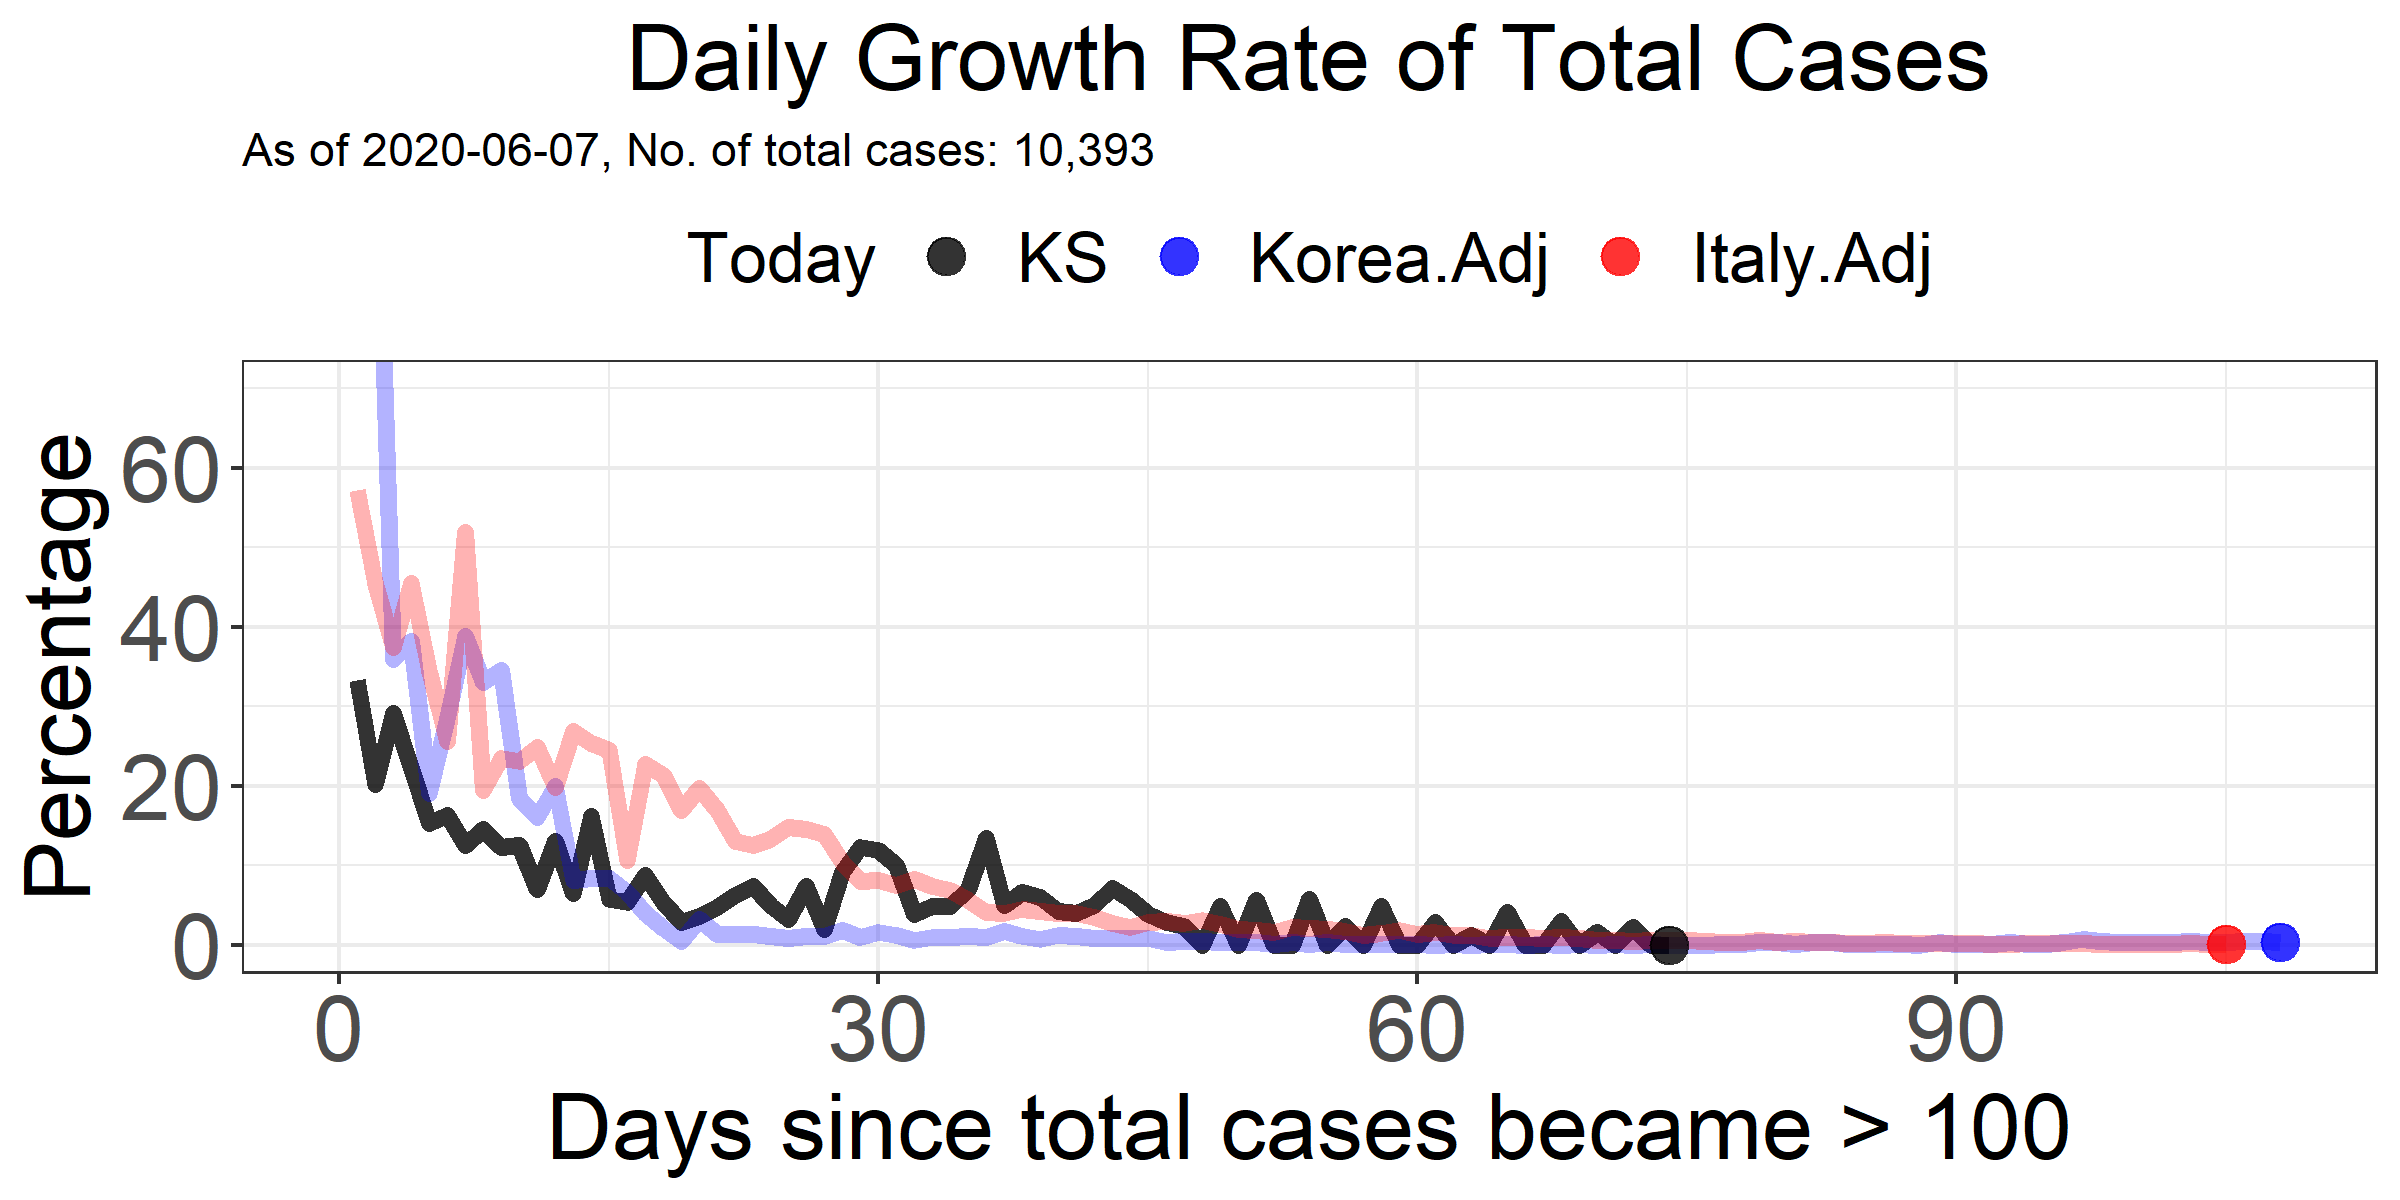 Daily Growth Rate of Total Cases
As of 2020-06-07, No. of total cases: 10,393
Today KS Korea.Adj Italy.Adj
Percentage
60
40
20
0
0 30 60 90
Days since total cases became > 100